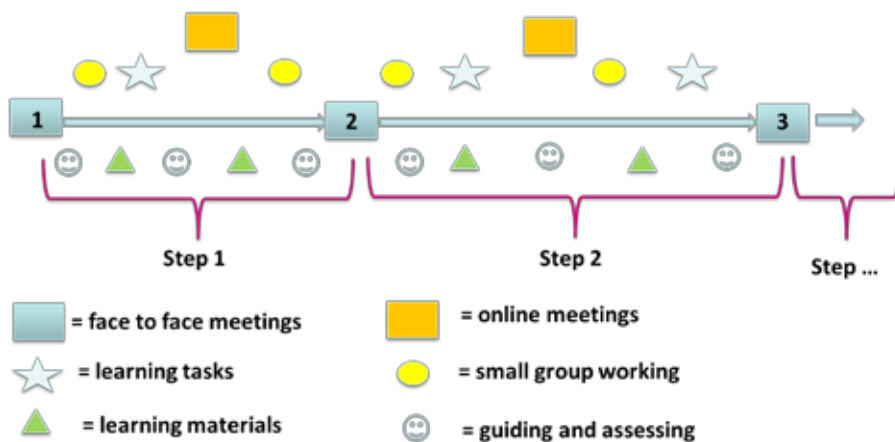 1 2 3
Step 1 Step 2 Step ...
= face to face meetings
= learning tasks
= learning materials
= online meetings
= small group working
= guiding and assessing